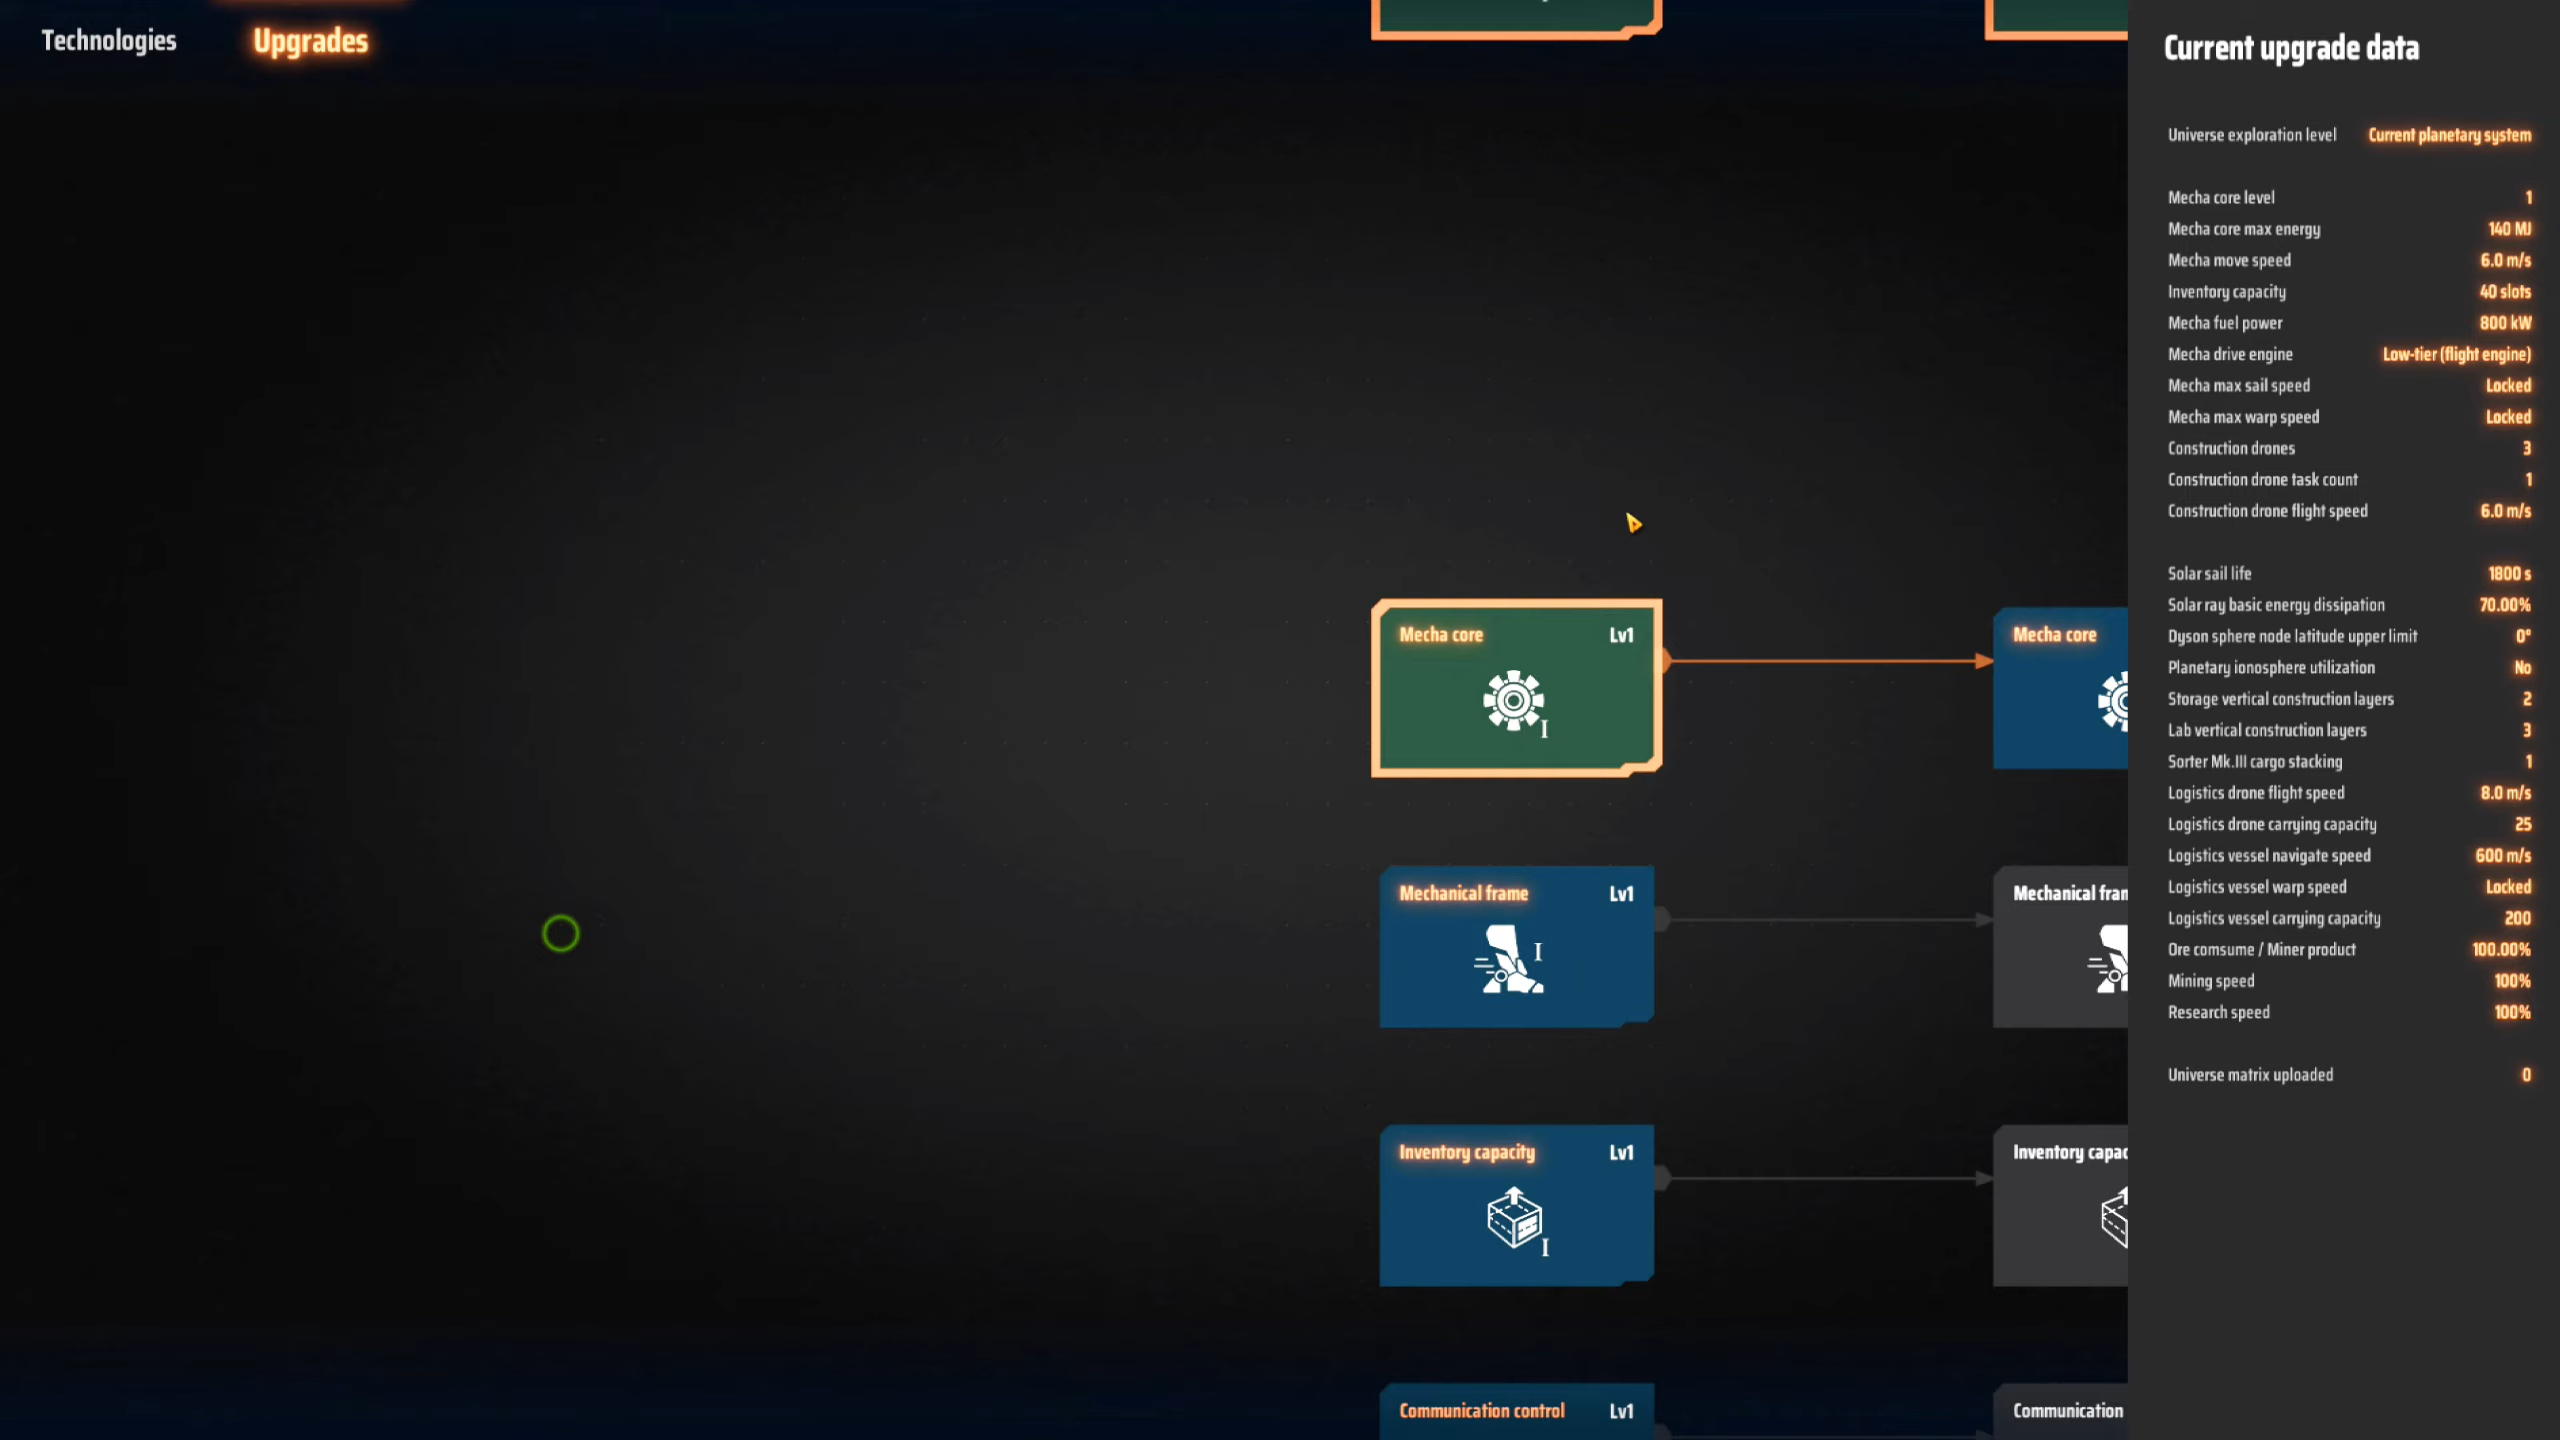 Technologies
Upgrades
Mecha core Lv1
I
Mecha core
Mechanical frame Lv1
I
Mechanical fram
Inventory capacity Lv1
I
Inventory capac
Communication control Lv1
Communication
Current upgrade data
Universe exploration level Current planetary system
Mecha core level 1
Mecha core max energy 140 MJ
Mecha move speed 6.0 m/s
Inventory capacity 40 slots
Mecha fuel power 800 kW
Mecha drive engine Low-tier (flight engine)
Mecha max sail speed Locked
Mecha max warp speed Locked
Construction drones 3
Construction drone task count 1
Construction drone flight speed 6.0 m/s
Solar sail life 1800 s
Solar ray basic energy dissipation 70.00%
Dyson sphere node latitude upper limit 0°
Planetary ionosphere utilization No
Storage vertical construction layers 2
Lab vertical construction layers 3
Sorter Mk.III cargo stacking 1
Logistics drone flight speed 8.0 m/s
Logistics drone carrying capacity 25
Logistics vessel navigate speed 600 m/s
Logistics vessel warp speed Locked
Logistics vessel carrying capacity 200
Ore comsume / Miner product 100.00%
Mining speed 100%
Research speed 100%
Universe matrix uploaded 0